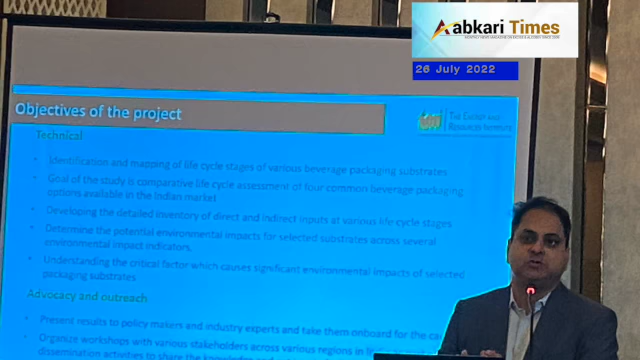 Aabkari Times
26 July 2022
Objectives of the project
THE ENERGY AND
RESOURCES INSTITUTE
Technical
• Identification and mapping of life cycle stages of various beverage packaging substrates
• Goal of the study is comparative life cycle assessment of four common beverage packaging
options available in the Indian market
• Developing the detailed inventory of direct and indirect inputs at various life cycle stages
• Determine the potential environmental impacts for selected substrates across several
environmental impact indicators.
• Understanding the critical factor which causes significant environmental impacts of selected
packaging substrates
Advocacy and outreach
• Present results to policy makers and industry experts and take them onboard for the
• Organize workshops with various stakeholders across various regions in
dissemination activities to share the knowledge